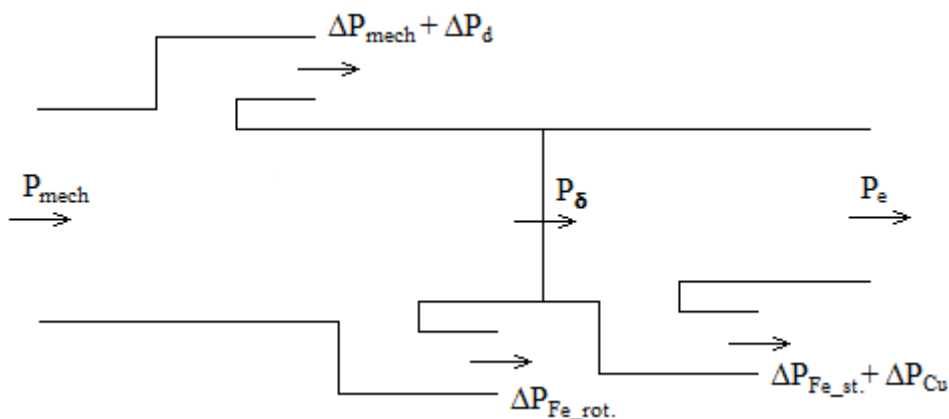 ΔP_mech + ΔP_d
P_mech
P_δ
P_e
ΔP_Fe_st. + ΔP_Cu
ΔP_Fe_rot.